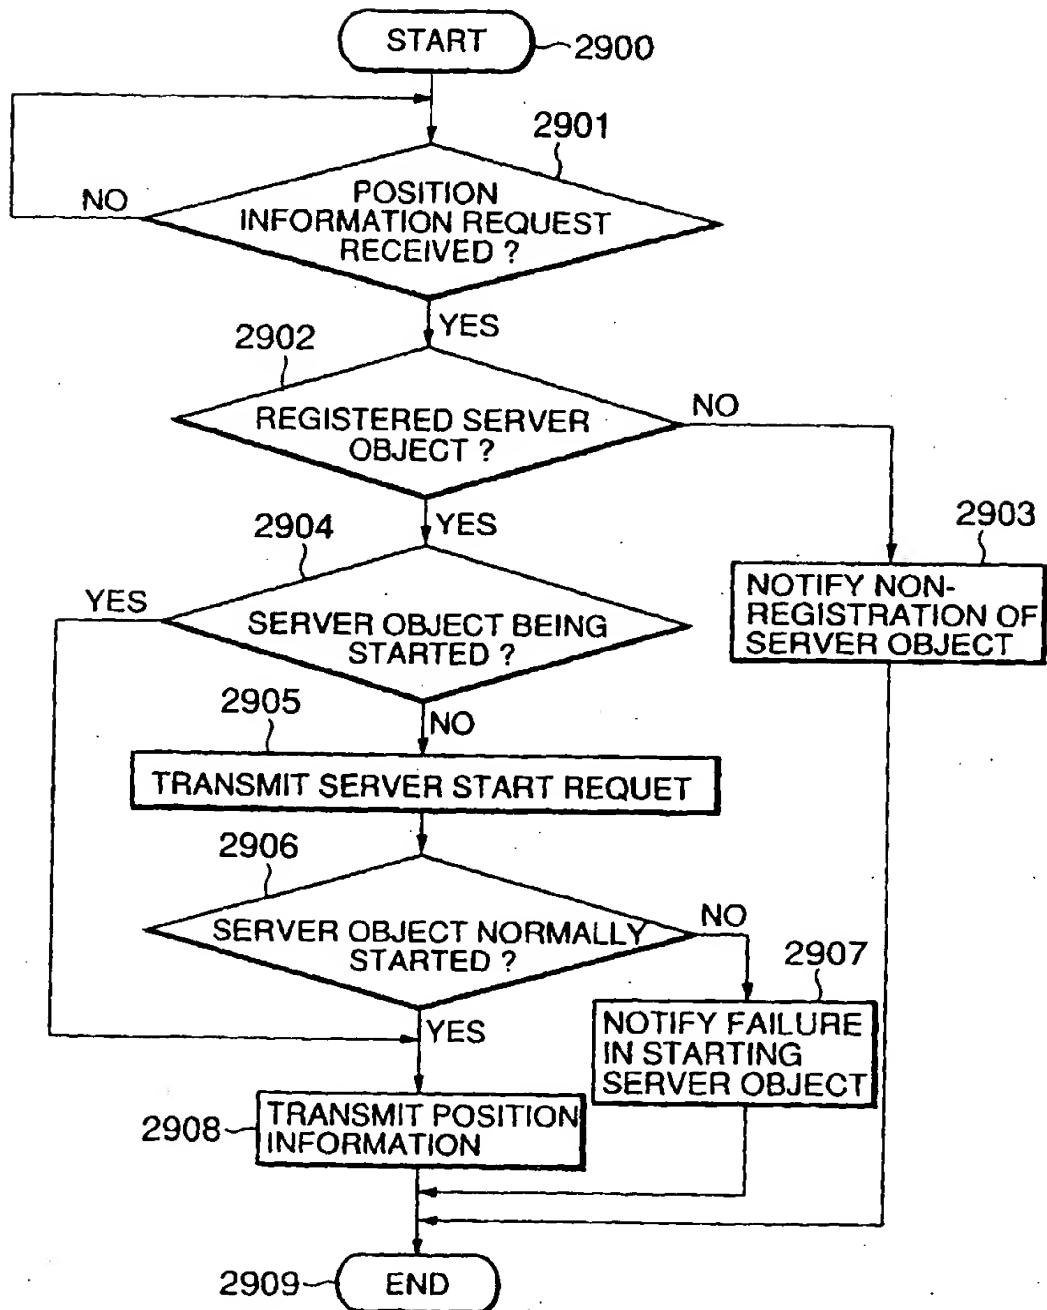 START
2900
2901
POSITION
INFORMATION REQUEST
RECEIVED ?
NO
YES
2902
REGISTERED SERVER
OBJECT ?
NO
YES
2903
NOTIFY NON-
REGISTRATION OF
SERVER OBJECT
2904
YES
SERVER OBJECT BEING
STARTED ?
NO
2905
TRANSMIT SERVER START REQUET
2906
SERVER OBJECT NORMALLY
STARTED ?
NO
2907
NOTIFY FAILURE
IN STARTING
SERVER OBJECT
YES
2908
TRANSMIT POSITION
INFORMATION
2909
END